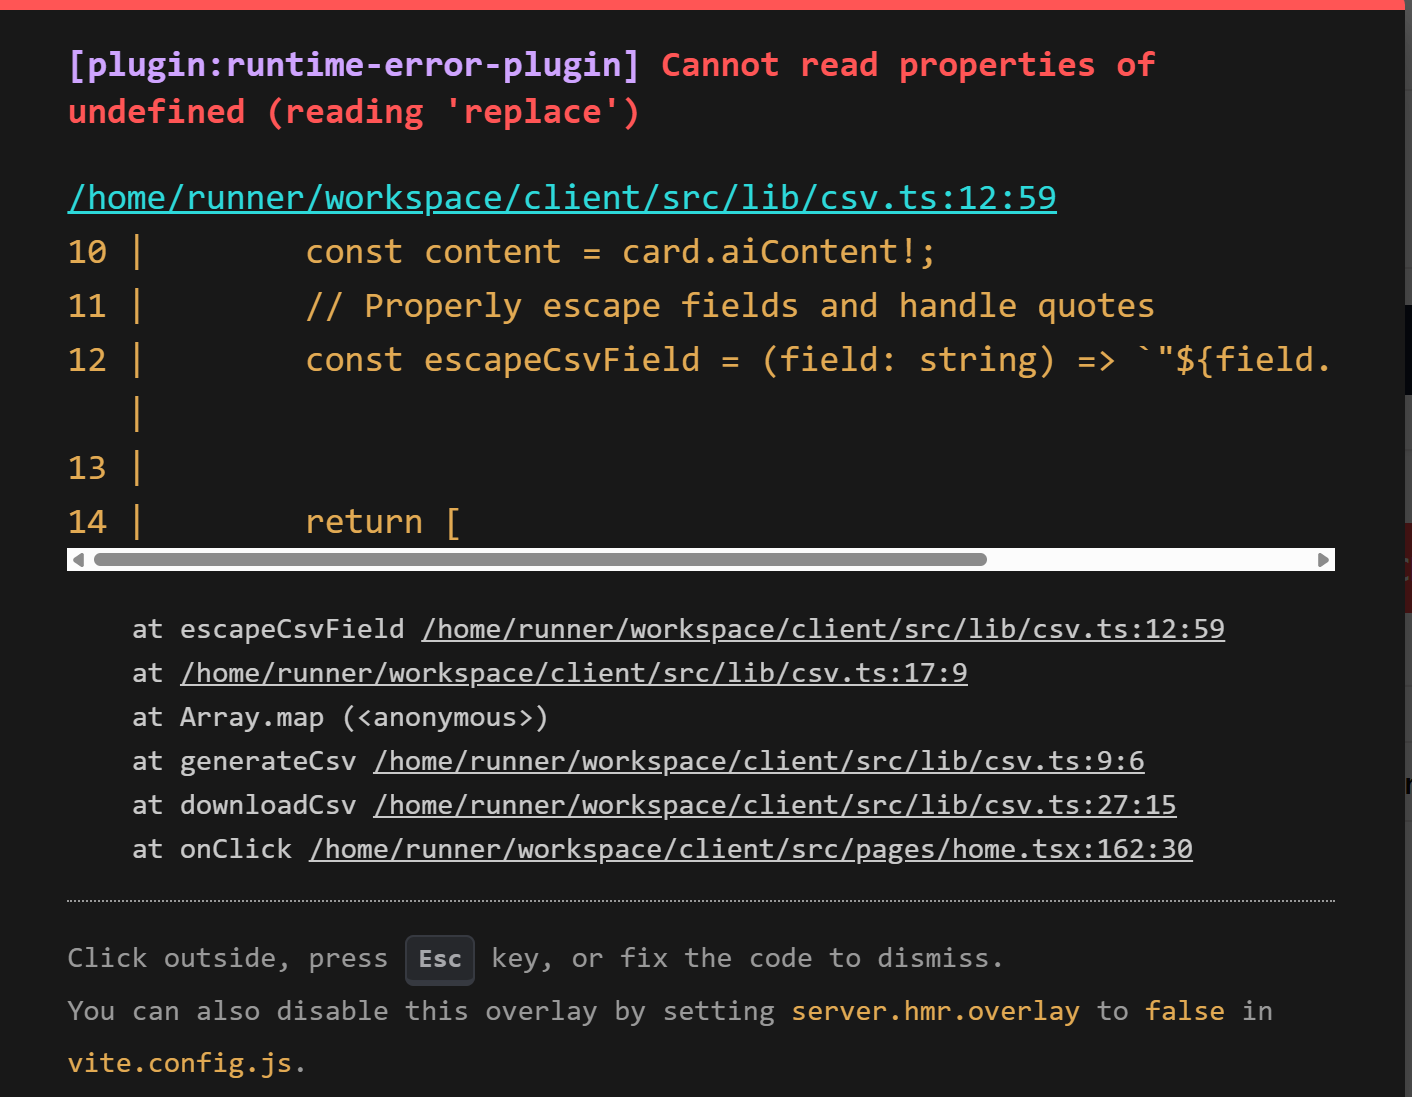 [plugin:runtime-error-plugin] Cannot read properties of
undefined (reading 'replace')
/home/runner/workspace/client/src/lib/csv.ts:12:59
10 |        const content = card.aiContent!;
11 |        // Properly escape fields and handle quotes
12 |        const escapeCsvField = (field: string) => `"${field.
   |
13 |
14 |        return [
at escapeCsvField /home/runner/workspace/client/src/lib/csv.ts:12:59
at /home/runner/workspace/client/src/lib/csv.ts:17:9
at Array.map (<anonymous>)
at generateCsv /home/runner/workspace/client/src/lib/csv.ts:9:6
at downloadCsv /home/runner/workspace/client/src/lib/csv.ts:27:15
at onClick /home/runner/workspace/client/src/pages/home.tsx:162:30
Click outside, press Esc key, or fix the code to dismiss.
You can also disable this overlay by setting server.hmr.overlay to false in
vite.config.js.